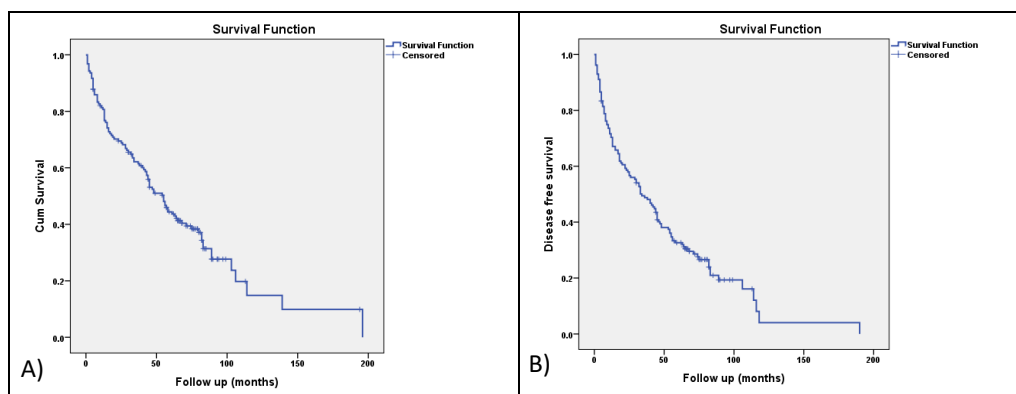 Survival Function
Survival Function
Censored
1.0
0.8
0.6
0.4
0.2
0.0
Cum Survival
0
50
100
150
200
Follow up (months)
A)
Survival Function
Survival Function
Censored
1.0
0.8
0.6
0.4
0.2
0.0
Disease free survival
0
50
100
150
200
Follow up (months)
B)